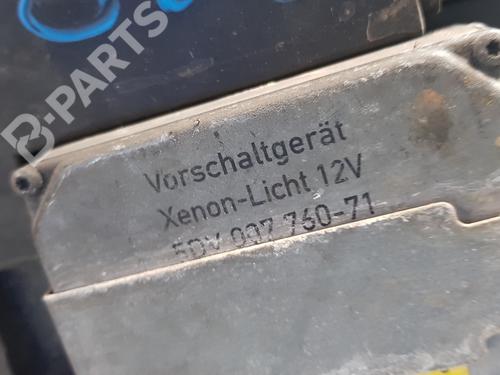 B-PARTS
Vorschaltgerät
Xenon-Licht 12V
5DV 007 760-71